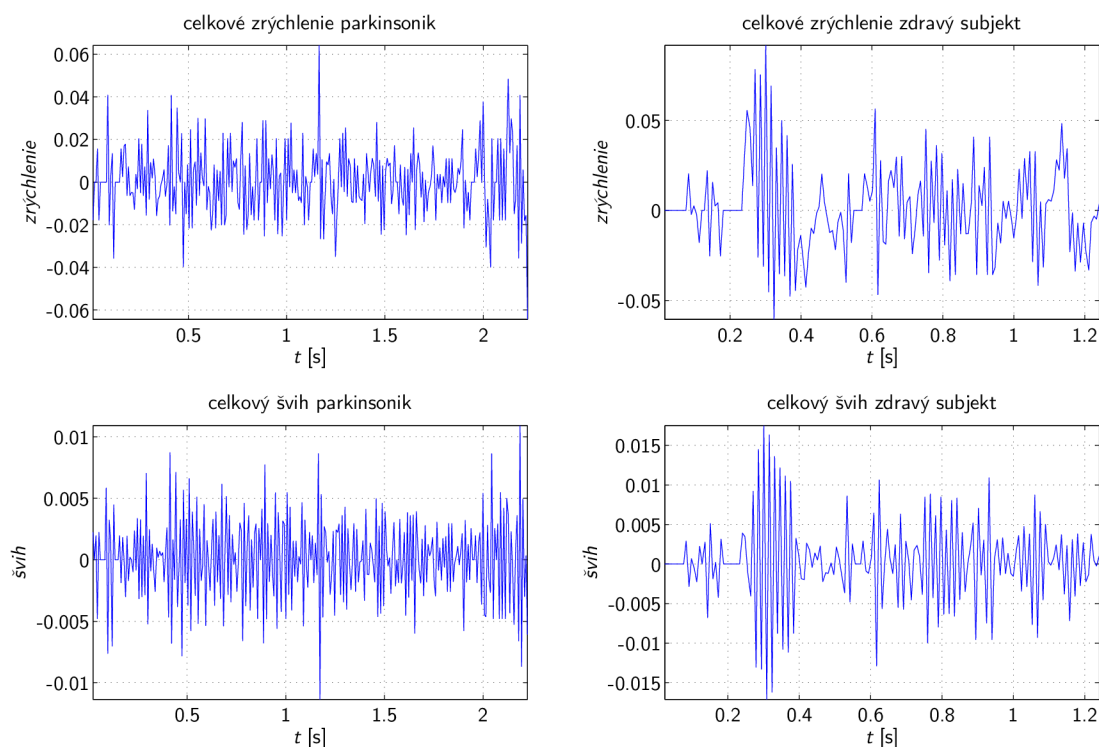 celkové zrýchlenie parkinsonik
zrýchlenie
0.06
0.04
0.02
0
-0.02
-0.04
-0.06
0.5 1 1.5 2
t [s]
celkové zrýchlenie zdravý subjekt
zrýchlenie
0.05
0
-0.05
0.2 0.4 0.6 0.8 1 1.2
t [s]
celkový švih parkinsonik
švih
0.01
0.005
0
-0.005
-0.01
0.5 1 1.5 2
t [s]
celkový švih zdravý subjekt
švih
0.015
0.01
0.005
0
-0.005
-0.01
-0.015
0.2 0.4 0.6 0.8 1 1.2
t [s]